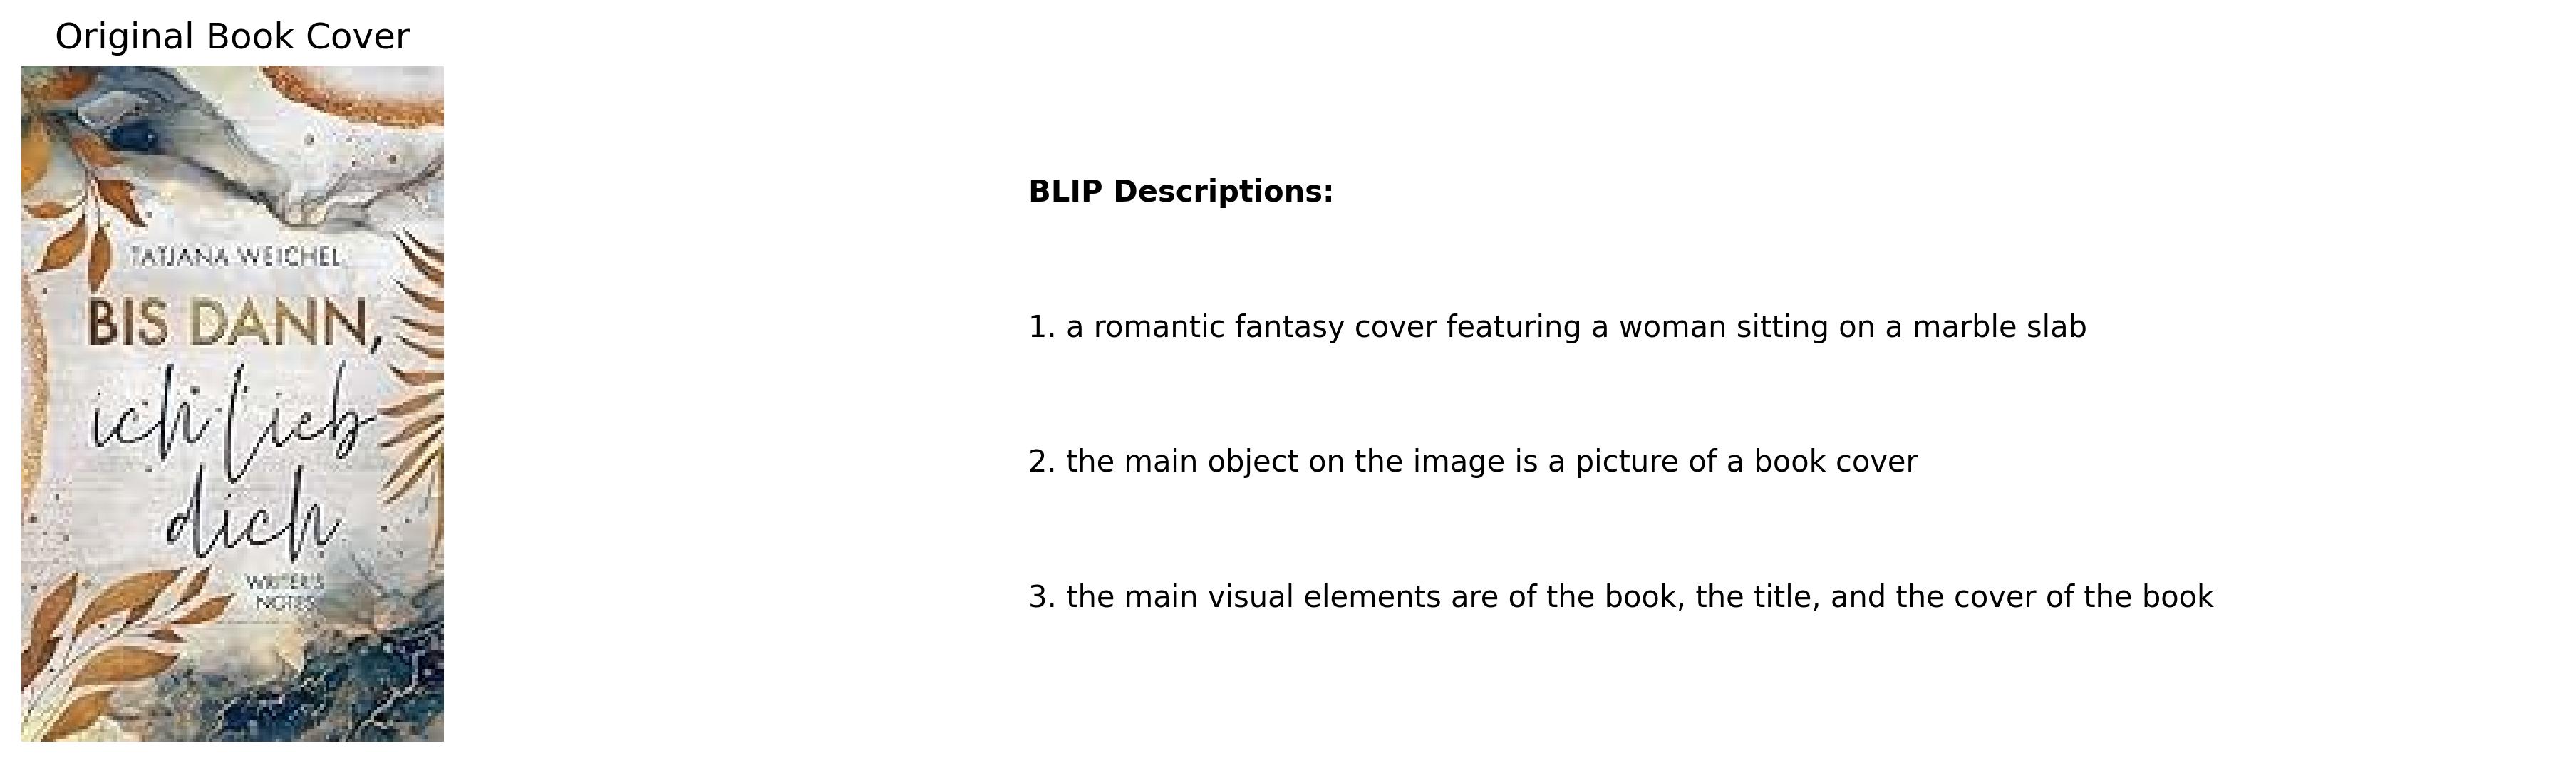 Original Book Cover
TATJANA WEICHEL
BIS DANN,
ich lieb
dich
WRITER'S
NOTES
BLIP Descriptions:
1. a romantic fantasy cover featuring a woman sitting on a marble slab
2. the main object on the image is a picture of a book cover
3. the main visual elements are of the book, the title, and the cover of the book